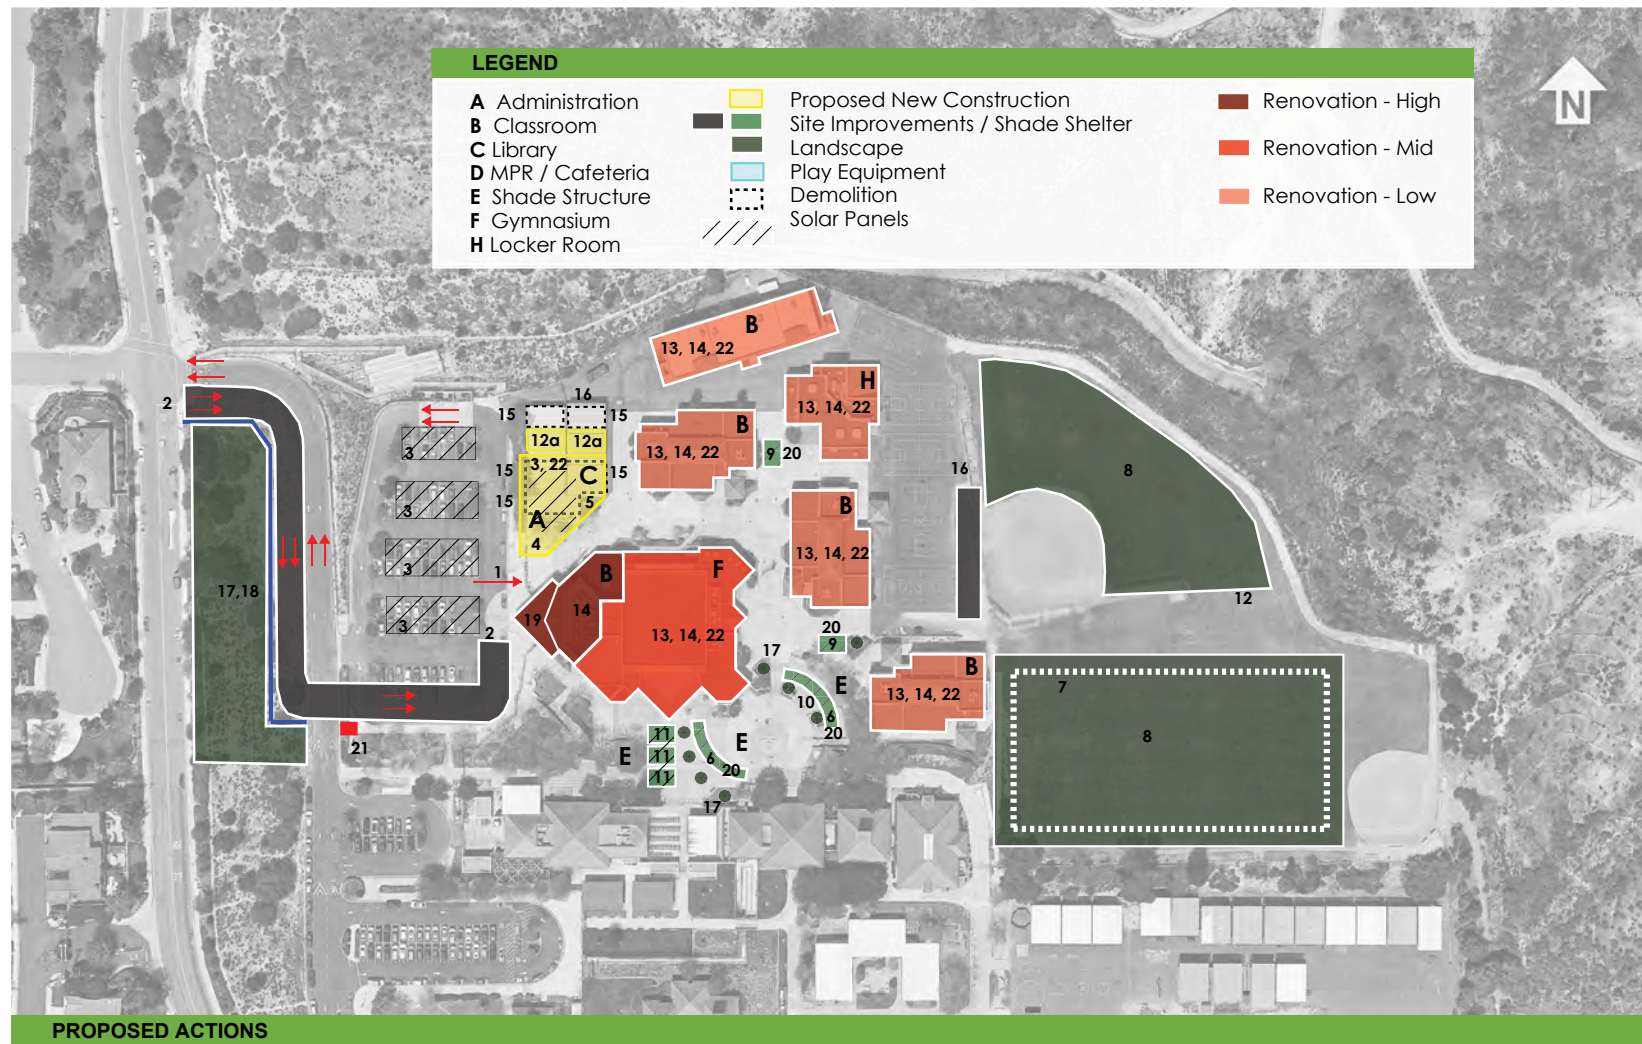 LEGEND
A Administration
B Classroom
C Library
D MPR / Cafeteria
E Shade Structure
F Gymnasium
H Locker Room
Proposed New Construction
Site Improvements / Shade Shelter
Landscape
Play Equipment
Demolition
Solar Panels
Renovation - High
Renovation - Mid
Renovation - Low
N
B
13, 14, 22
H
13, 14, 22
2
16
15
15
12a
12a
B
13, 14, 22
9
20
3
3, 22
15
C
15
16
8
3
15
5
A
4
B
13, 14, 22
3
1
B
F
17,18
14
19
12
3
2
13, 14, 22
20
9
17
E
B
13, 14, 22
7
10
6
20
21
11
E
11
11
E
6
20
17
8
PROPOSED ACTIONS